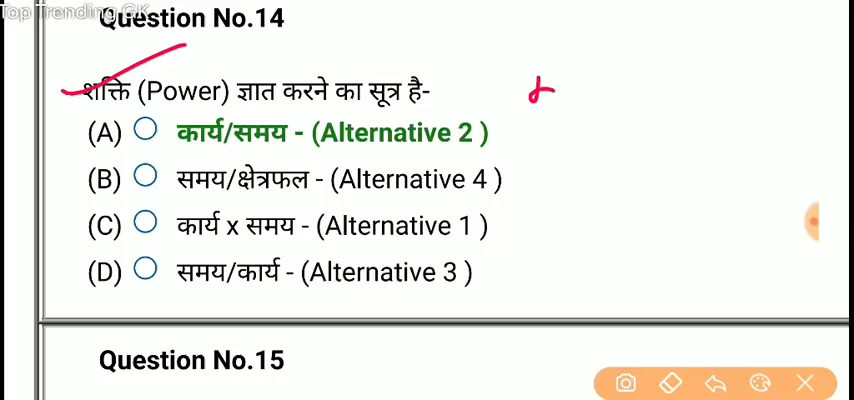 Top Trending GK
Question No.14
शक्ति (Power) ज्ञात करने का सूत्र है-
(A) कार्य/समय - (Alternative 2 )
(B) समय/क्षेत्रफल - (Alternative 4 )
(C) कार्य x समय - (Alternative 1 )
(D) समय/कार्य - (Alternative 3 )
Question No.15